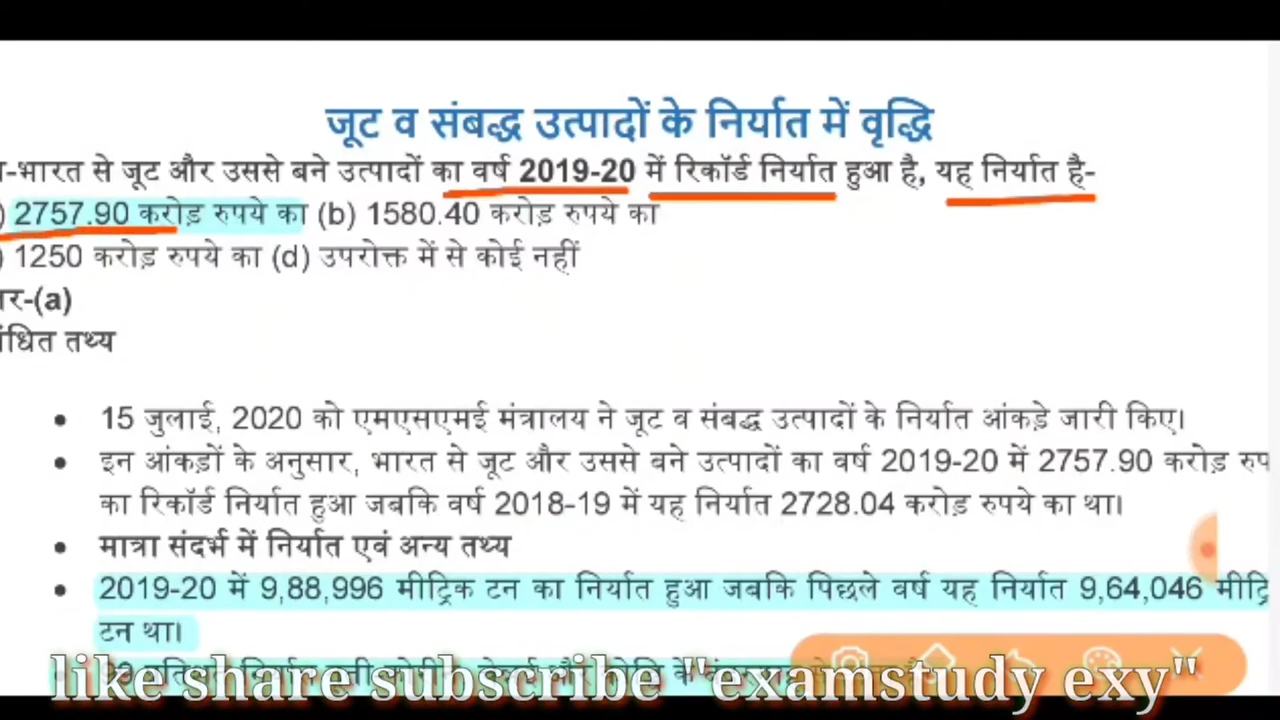 जूट व संबद्ध उत्पादों के निर्यात में वृद्धि
-भारत से जूट और उससे बने उत्पादों का वर्ष 2019-20 में रिकॉर्ड निर्यात हुआ है, यह निर्यात है-
) 2757.90 करोड़ रुपये का (b) 1580.40 करोड़ रुपये का
) 1250 करोड़ रुपये का (d) उपरोक्त में से कोई नहीं
तर-(a)
बंधित तथ्य
• 15 जुलाई, 2020 को एमएसएमई मंत्रालय ने जूट व संबद्ध उत्पादों के निर्यात आंकड़े जारी किए।
• इन आंकड़ों के अनुसार, भारत से जूट और उससे बने उत्पादों का वर्ष 2019-20 में 2757.90 करोड़ रुप
का रिकॉर्ड निर्यात हुआ जबकि वर्ष 2018-19 में यह निर्यात 2728.04 करोड़ रुपये का था।
• मात्रा संदर्भ में निर्यात एवं अन्य तथ्य
• 2019-20 में 9,88,996 मीट्रिक टन का निर्यात हुआ जबकि पिछले वर्ष यह निर्यात 9,64,046 मीट्रि
टन था।
like share subscribe "examstudy exy"